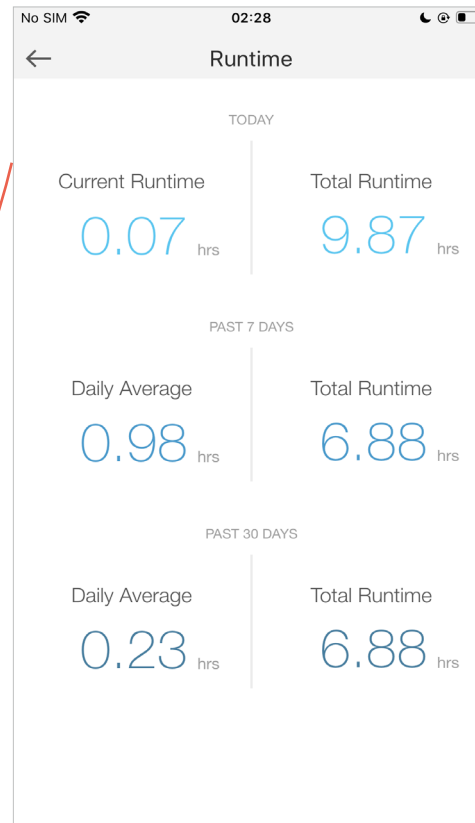 No SIM 02:28
Runtime
TODAY
Current Runtime Total Runtime
0.07 hrs 9.87 hrs
PAST 7 DAYS
Daily Average Total Runtime
0.98 hrs 6.88 hrs
PAST 30 DAYS
Daily Average Total Runtime
0.23 hrs 6.88 hrs